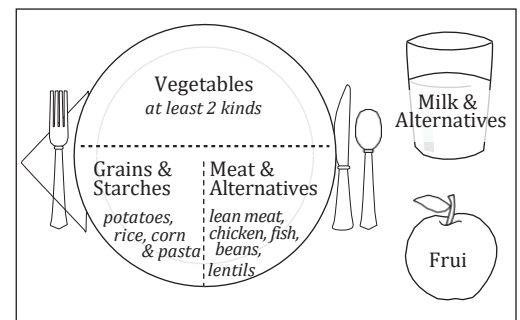 Vegetables
at least 2 kinds
Grains &
Starches
potatoes,
rice, corn
& pasta
Meat &
Alternatives
lean meat,
chicken, fish,
beans,
lentils
Milk &
Alternatives
Frui